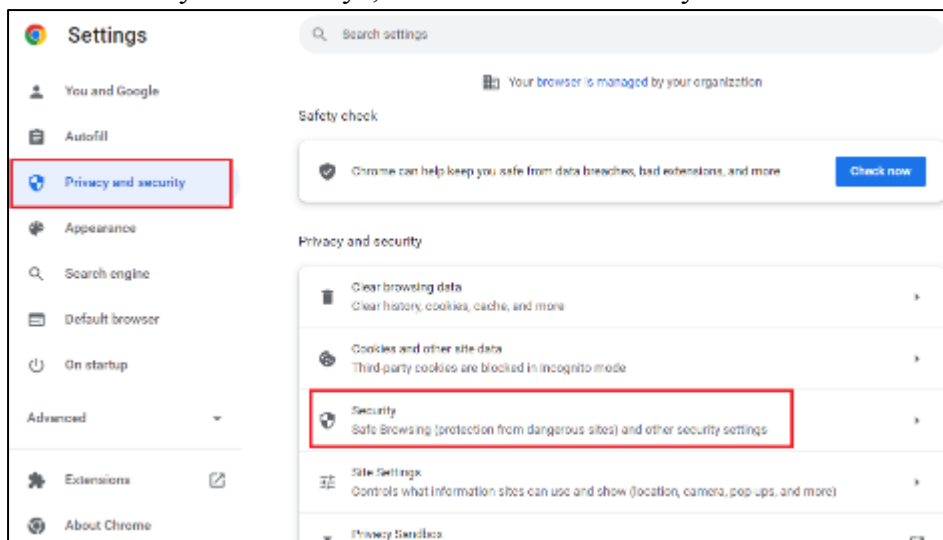 Settings
Search settings
You and Google
Your browser is managed by your organization
Safety check
Autofill
Chrome can help keep you safe from data breaches, bad extensions, and more
Check now
Privacy and security
Appearance
Privacy and security
Search engine
Clear browsing data
Clear history, cookies, cache, and more
Default browser
Cookies and other site data
Third-party cookies are blocked in Incognito mode
On startup
Advanced
Security
Safe Browsing (protection from dangerous sites) and other security settings
Extensions
Site Settings
Controls what information sites can use and show (location, camera, pop-ups, and more)
About Chrome
Privacy Sandbox